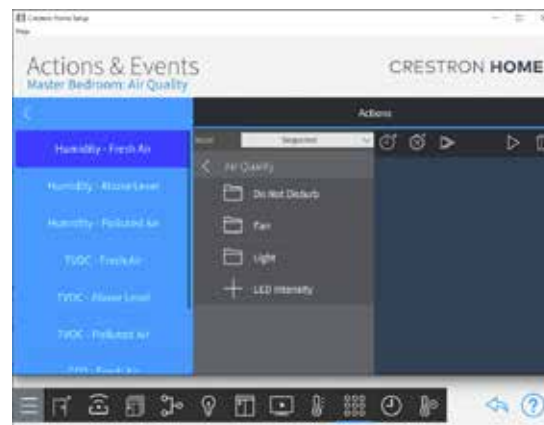 Crestron Home Setup
Actions & Events
CRESTRON HOME
Master Bedroom: Air Quality
Actions
Humidity - Fresh Air
Sequence
Air Quality
Humidity - Above Level
Do Not Disturb
Humidity - Polluted Air
Fan
TVOC - Fresh Air
Light
TVOC - Above Level
LED Intensity
TVOC - Polluted Air